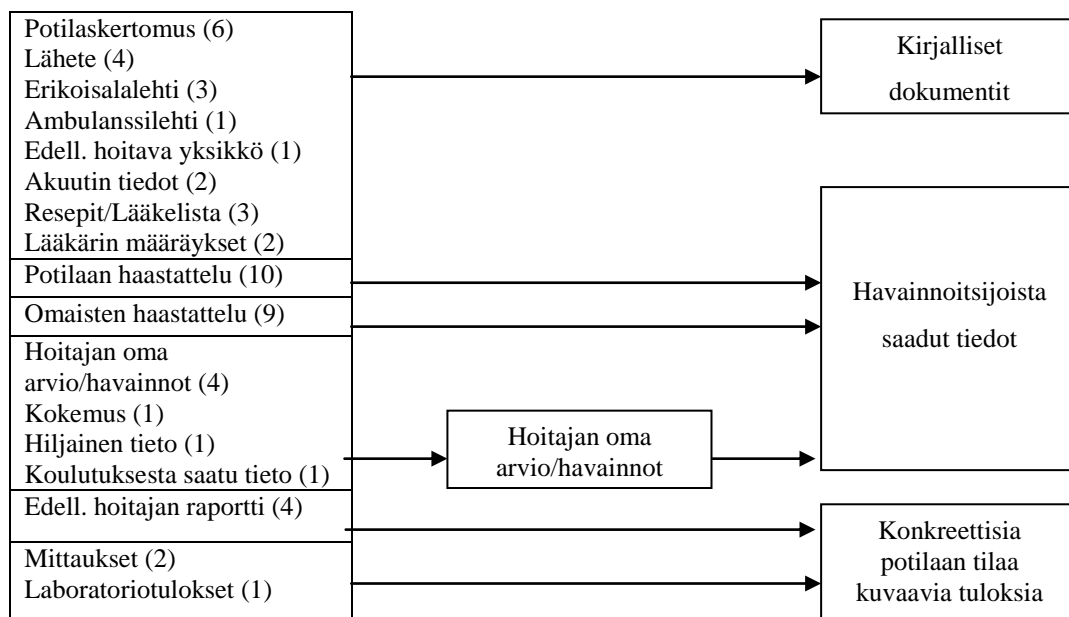 Potilaskertomus (6)
Lähete (4)
Erikoisalalehti (3)
Ambulanssilehti (1)
Edell. hoitava yksikkö (1)
Akuutin tiedot (2)
Resepit/Lääkelista (3)
Lääkärin määräykset (2)
Potilaan haastattelu (10)
Omaisten haastattelu (9)
Hoitajan oma
arvio/havainnot (4)
Kokemus (1)
Hiljainen tieto (1)
Koulutuksesta saatu tieto (1)
Edell. hoitajan raportti (4)
Mittaukset (2)
Laboratoriotulokset (1)
Hoitajan oma
arvio/havainnot
Kirjalliset
dokumentit
Havainnoitsijoista
saadut tiedot
Konkreettisia
potilaan tilaa
kuvaavia tuloksia